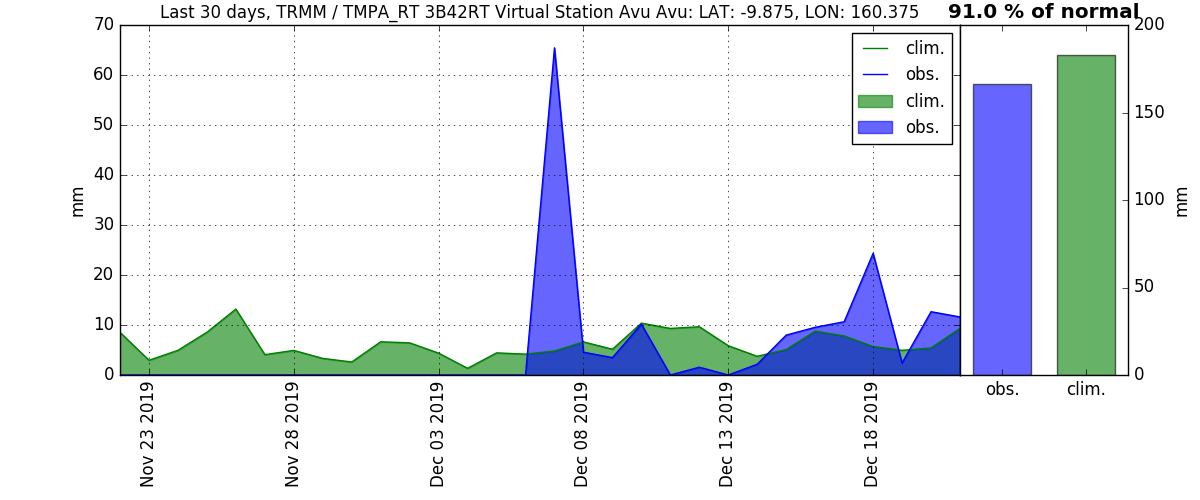 Last 30 days, TRMM / TMPA_RT 3B42RT Virtual Station Avu Avu: LAT: -9.875, LON: 160.375
91.0 % of normal
70
60
50
40
30
20
10
0
mm
clim.
obs.
clim.
obs.
Nov 23 2019
Nov 28 2019
Dec 03 2019
Dec 08 2019
Dec 13 2019
Dec 18 2019
200
150
100
50
0
mm
obs.
clim.